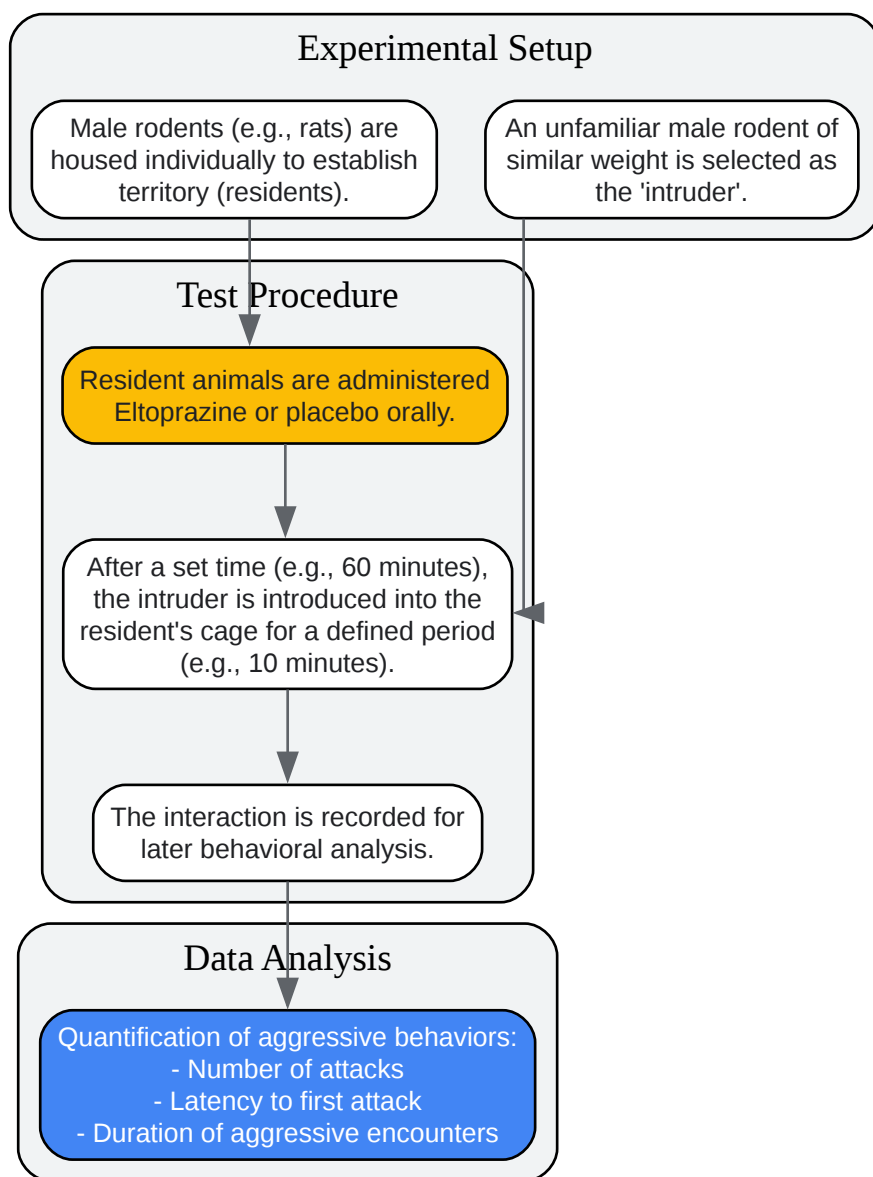 Experimental Setup
Male rodents (e.g., rats) are
housed individually to establish
territory (residents).
An unfamiliar male rodent of
similar weight is selected as
the 'intruder'.
Test Procedure
Resident animals are administered
Eltoprazine or placebo orally.
After a set time (e.g., 60 minutes),
the intruder is introduced into the
resident's cage for a defined period
(e.g., 10 minutes).
The interaction is recorded for
later behavioral analysis.
Data Analysis
Quantification of aggressive behaviors:
- Number of attacks
- Latency to first attack
- Duration of aggressive encounters